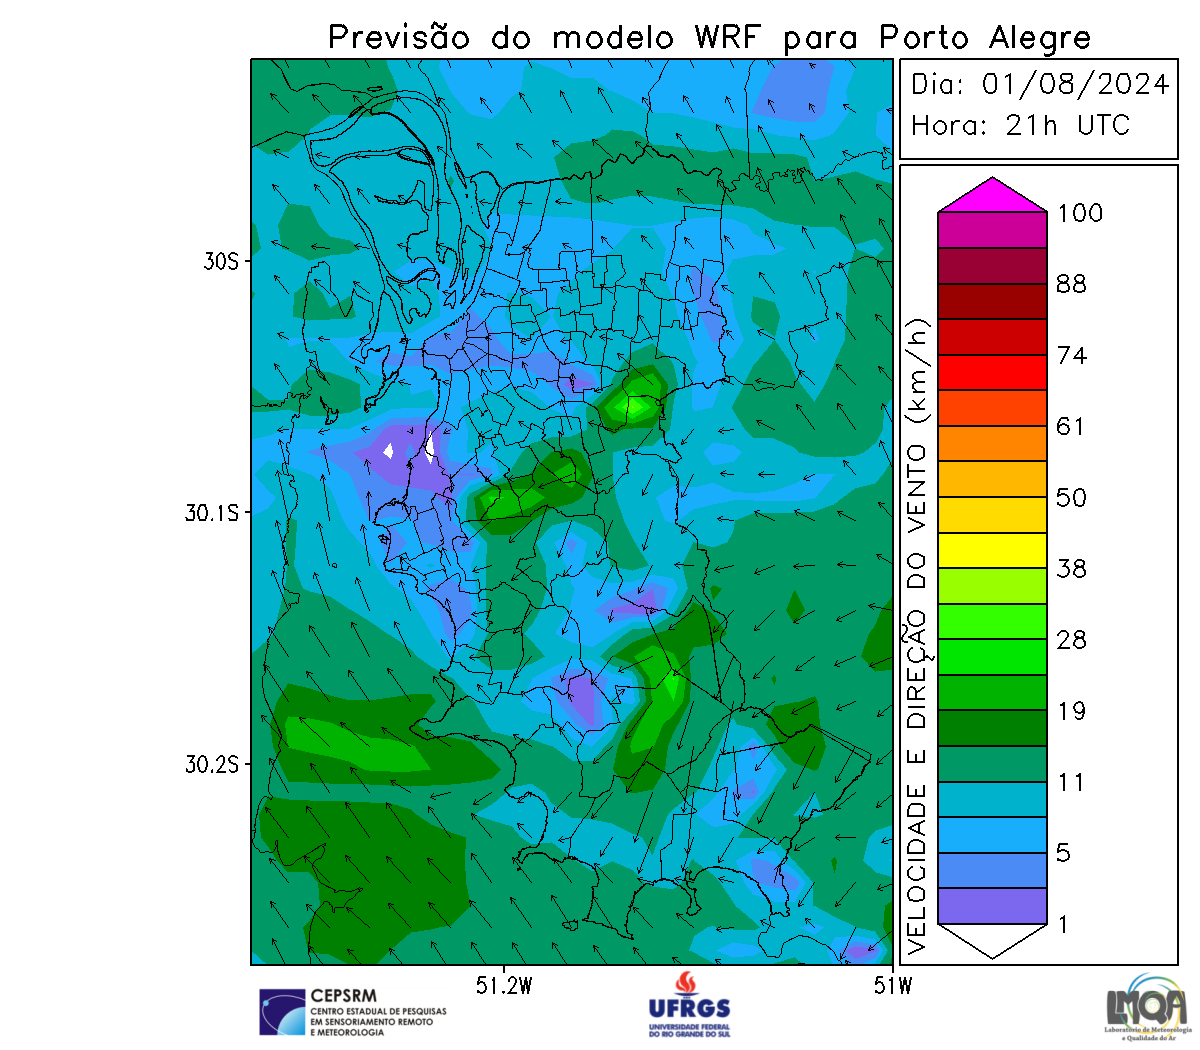 Previsão do modelo WRF para Porto Alegre
Dia: 01/08/2024
Hora: 21h UTC
30S
30.1S
30.2S
51.2W
51W
VELOCIDADE E DIREÇÃO DO VENTO (km/h)
100
88
74
61
50
38
28
19
11
5
1
CEPSRM
CENTRO ESTADUAL DE PESQUISAS
EM SENSORIAMENTO REMOTO
E METEOROLOGIA
UFRGS
UNIVERSIDADE FEDERAL
DO RIO GRANDE DO SUL
LMQA
Laboratório de Meteorologia
e Qualidade do Ar